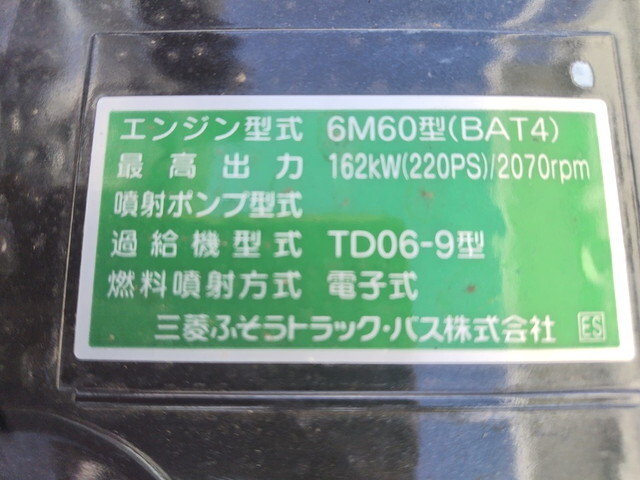 エンジン型式 6M60型(BAT4)
最高出力 162kW(220PS)/2070rpm
噴射ポンプ型式
過給機型式 TD06-9型
燃料噴射方式 電子式
三菱ふそうトラック・バス株式会社 ES